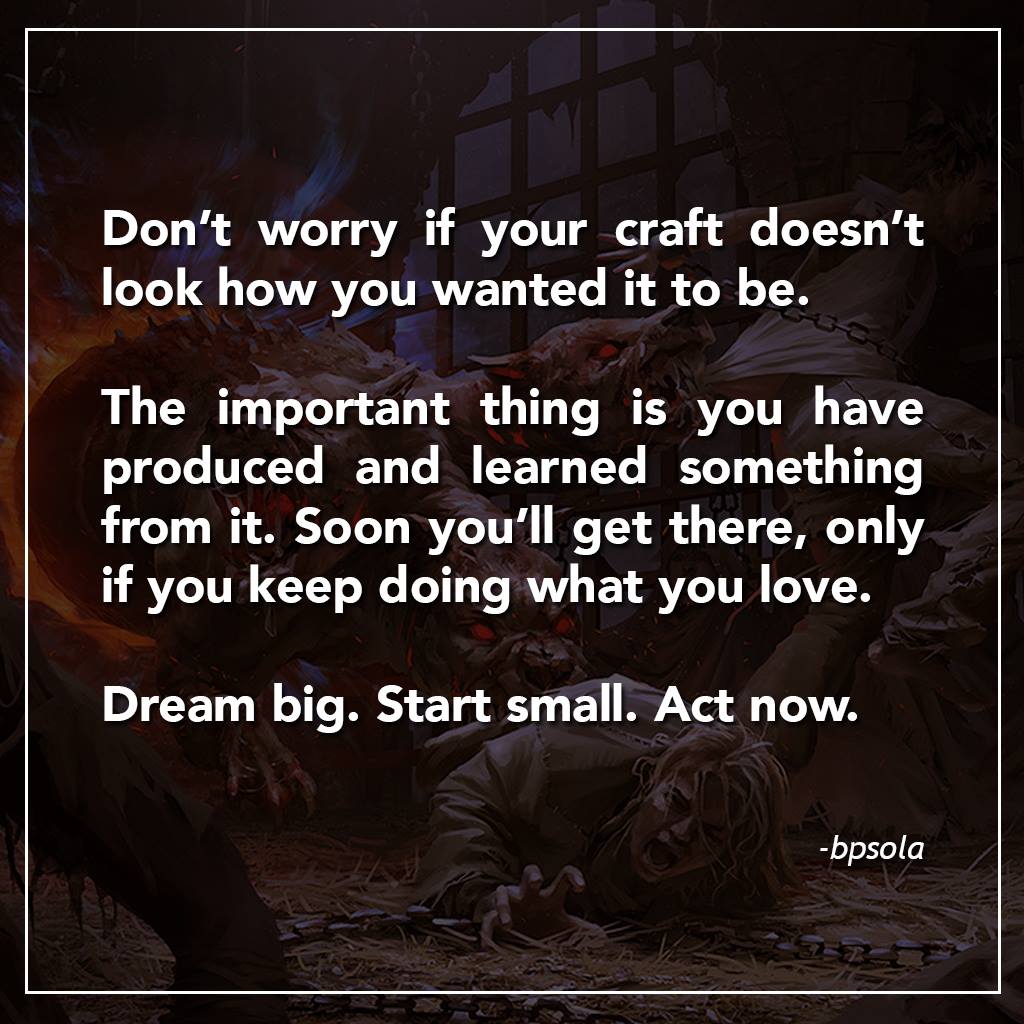 Don’t worry if your craft doesn’t
look how you wanted it to be.
The important thing is you have
produced and learned something
from it. Soon you’ll get there, only
if you keep doing what you love.
Dream big. Start small. Act now.
-bpsola